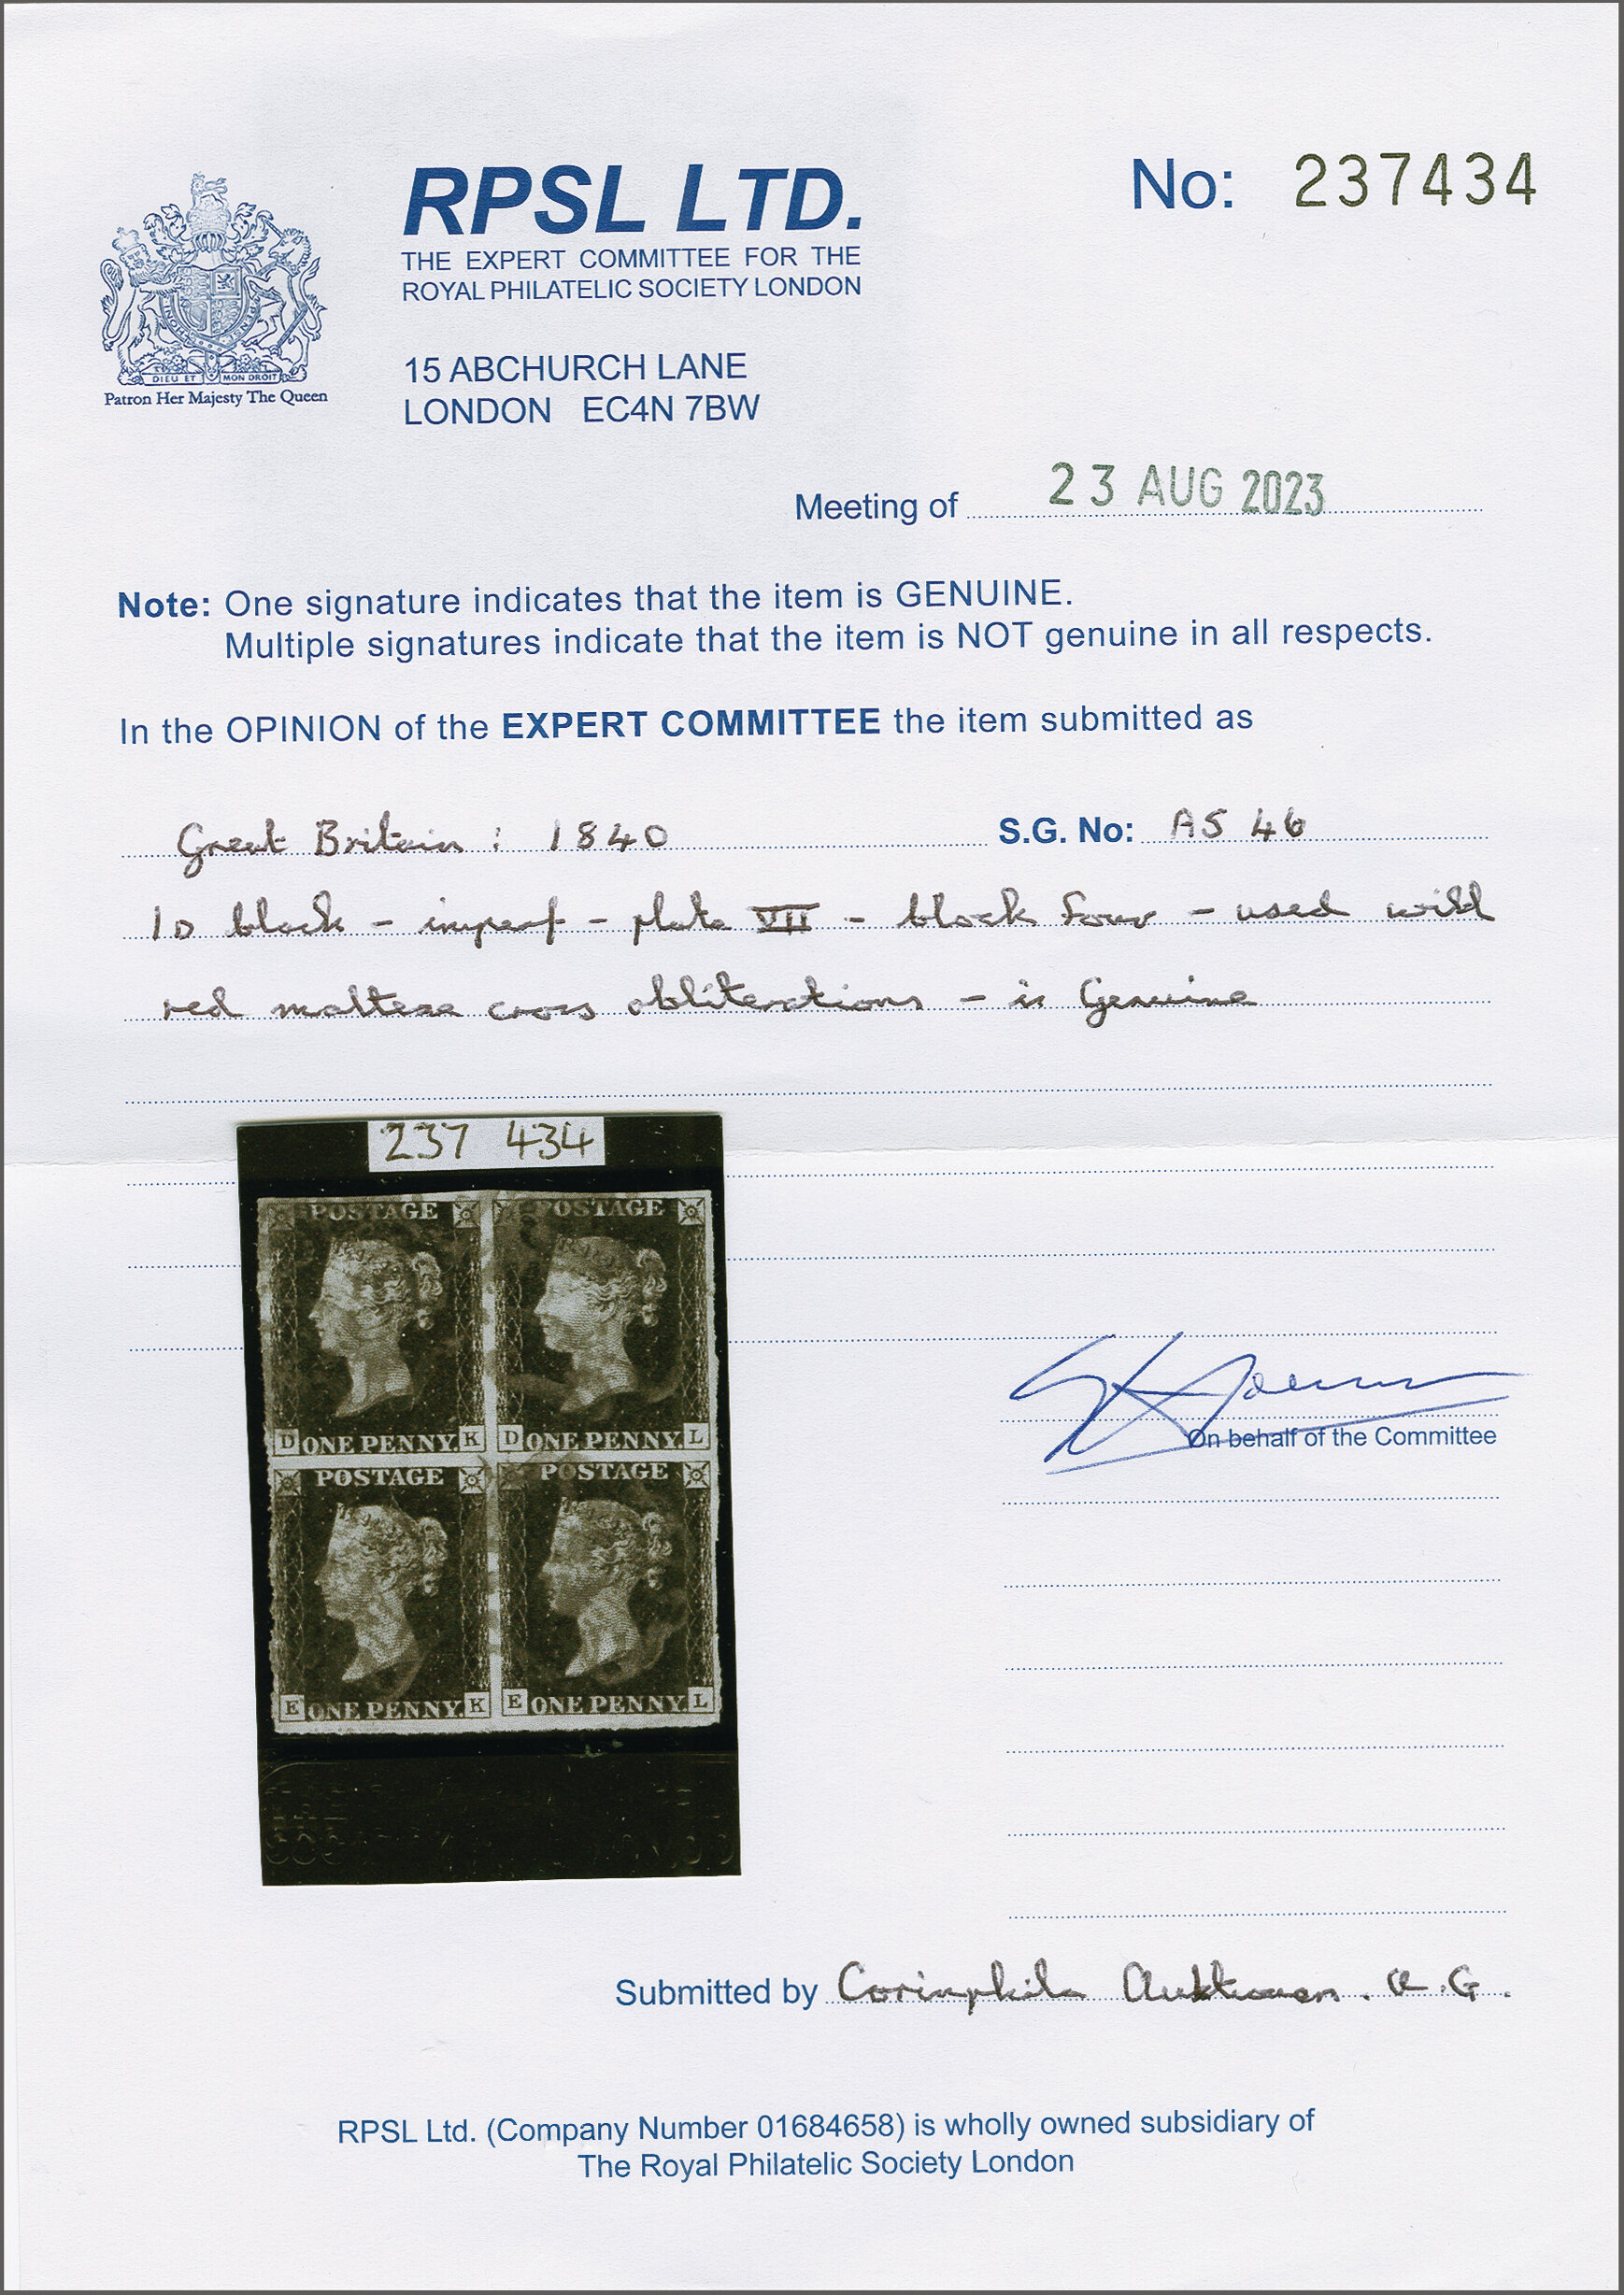 RPSL LTD.
No: 237434
THE EXPERT COMMITTEE FOR THE
ROYAL PHILATELIC SOCIETY LONDON
15 ABCHURCH LANE
LONDON EC4N 7BW
DIEU ET MON DROIT
Patron Her Majesty The Queen
Meeting of 23 AUG 2023
Note: One signature indicates that the item is GENUINE.
Multiple signatures indicate that the item is NOT genuine in all respects.
In the OPINION of the EXPERT COMMITTEE the item submitted as
Great Britain: 1840 S.G. No: AS 46
1D black - imperf - plate VII - block four - used with
red maltese cross obliterations - is Genuine
237 434
POSTAGE POSTAGE
D ONE PENNY. K D ONE PENNY. L
POSTAGE POSTAGE
E ONE PENNY. K E ONE PENNY. L
On behalf of the Committee
Submitted by Corinphila Auktionen. A.G.
RPSL Ltd. (Company Number 01684658) is wholly owned subsidiary of
The Royal Philatelic Society London